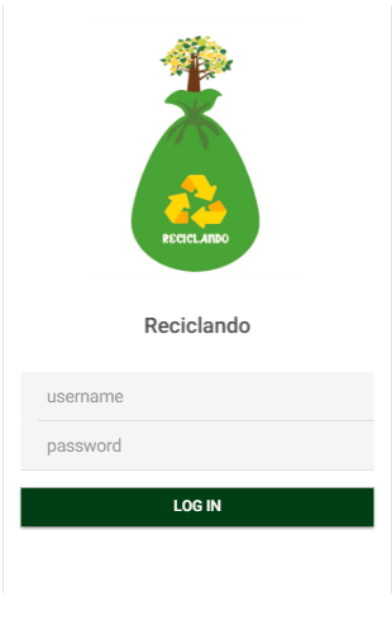 RECICLANDO
Reciclando
username
password
LOG IN